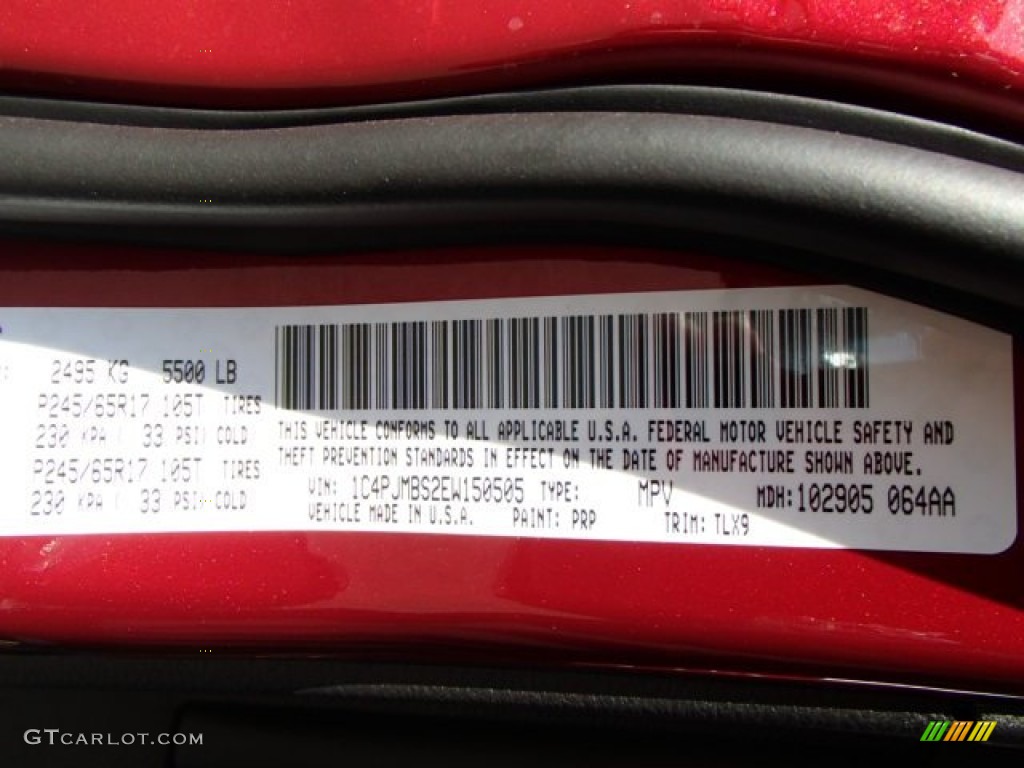 2495 KG 5500 LB
P245/65R17 105T TIRES
230 KPA ( 33 PSI) COLD
P245/65R17 105T TIRES
230 KPA ( 33 PSI) COLD
THIS VEHICLE CONFORMS TO ALL APPLICABLE U.S.A. FEDERAL MOTOR VEHICLE SAFETY AND
THEFT PREVENTION STANDARDS IN EFFECT ON THE DATE OF MANUFACTURE SHOWN ABOVE.
VIN: 1C4PJMBS2EW150505 TYPE: MPV MDH: 102905 064AA
VEHICLE MADE IN U.S.A. PAINT: PRP TRIM: TLX9
GTCARLOT.COM